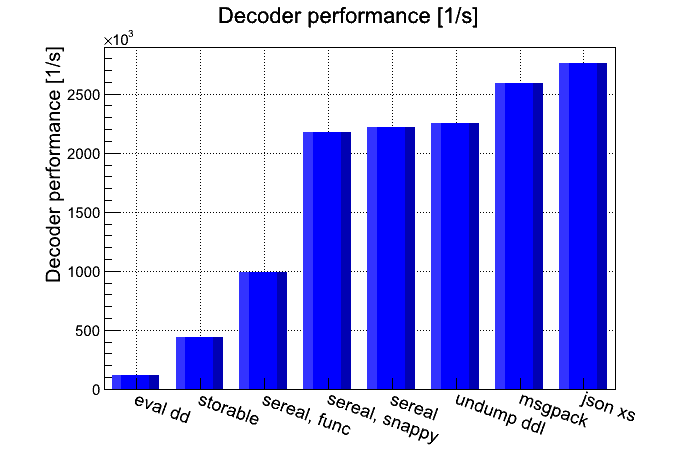 Decoder performance [1/s]
×10³
Decoder performance [1/s]
2500
2000
1500
1000
500
0
eval dd
storable
sereal, func
sereal, snappy
sereal
undump ddl
msgpack
json xs